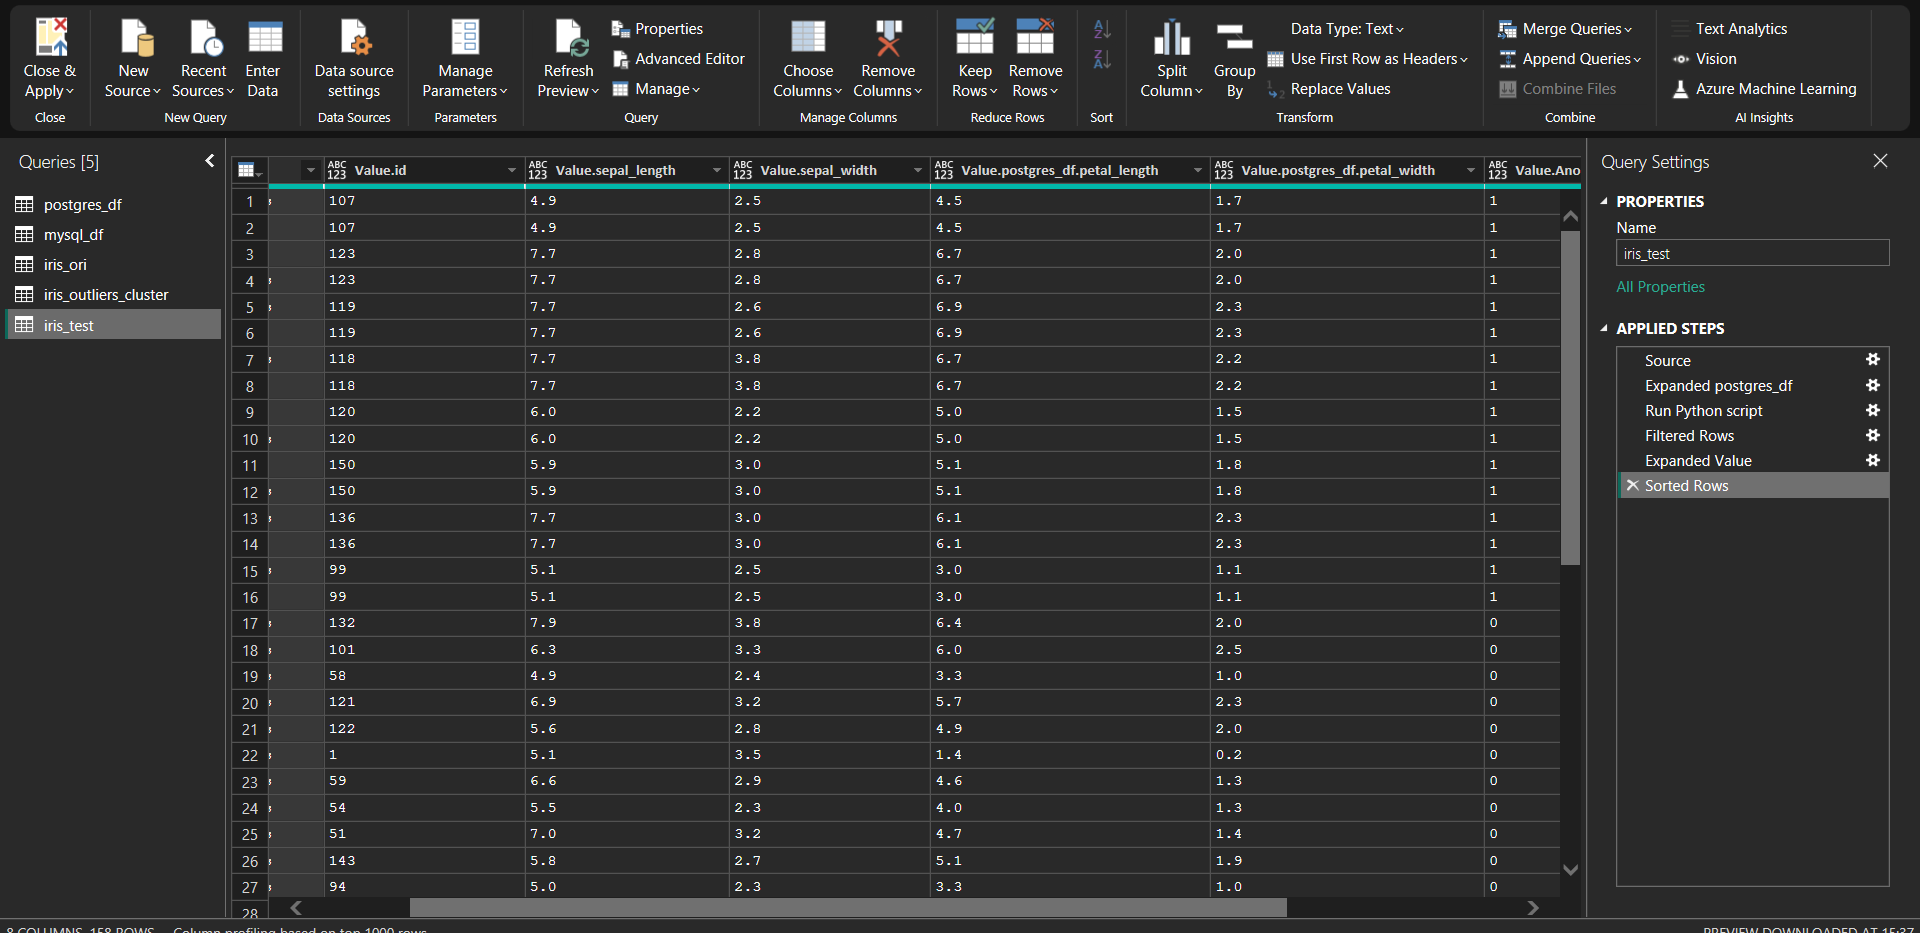 Close & Apply
New Source
Recent Sources
Enter Data
Data source settings
Manage Parameters
Refresh Preview
Properties
Advanced Editor
Manage
Choose Columns
Remove Columns
Keep Rows
Remove Rows
Split Column
Group By
Data Type: Text
Use First Row as Headers
Replace Values
Merge Queries
Append Queries
Combine Files
Text Analytics
Vision
Azure Machine Learning
Close
New Query
Data Sources
Parameters
Query
Manage Columns
Reduce Rows
Sort
Transform
Combine
AI Insights
Queries [5]
postgres_df
mysql_df
iris_ori
iris_outliers_cluster
iris_test
ABC 123 Value.id ABC 123 Value.sepal_length ABC 123 Value.sepal_width ABC 123 Value.postgres_df.petal_length ABC 123 Value.postgres_df.petal_width ABC 123 Value.Ano
1 107 4.9 2.5 4.5 1.7 1
2 107 4.9 2.5 4.5 1.7 1
3 123 7.7 2.8 6.7 2.0 1
4 123 7.7 2.8 6.7 2.0 1
5 119 7.7 2.6 6.9 2.3 1
6 119 7.7 2.6 6.9 2.3 1
7 118 7.7 3.8 6.7 2.2 1
8 118 7.7 3.8 6.7 2.2 1
9 120 6.0 2.2 5.0 1.5 1
10 120 6.0 2.2 5.0 1.5 1
11 150 5.9 3.0 5.1 1.8 1
12 150 5.9 3.0 5.1 1.8 1
13 136 7.7 3.0 6.1 2.3 1
14 136 7.7 3.0 6.1 2.3 1
15 99 5.1 2.5 3.0 1.1 1
16 99 5.1 2.5 3.0 1.1 1
17 132 7.9 3.8 6.4 2.0 0
18 101 6.3 3.3 6.0 2.5 0
19 58 4.9 2.4 3.3 1.0 0
20 121 6.9 3.2 5.7 2.3 0
21 122 5.6 2.8 4.9 2.0 0
22 1 5.1 3.5 1.4 0.2 0
23 59 6.6 2.9 4.6 1.3 0
24 54 5.5 2.3 4.0 1.3 0
25 51 7.0 3.2 4.7 1.4 0
26 143 5.8 2.7 5.1 1.9 0
27 94 5.0 2.3 3.3 1.0 0
28
Query Settings
PROPERTIES
Name
iris_test
All Properties
APPLIED STEPS
Source
Expanded postgres_df
Run Python script
Filtered Rows
Expanded Value
Sorted Rows
8 COLUMNS, 158 ROWS Column profiling based on top 1000 rows
PREVIEW DOWNLOADED AT 15:37